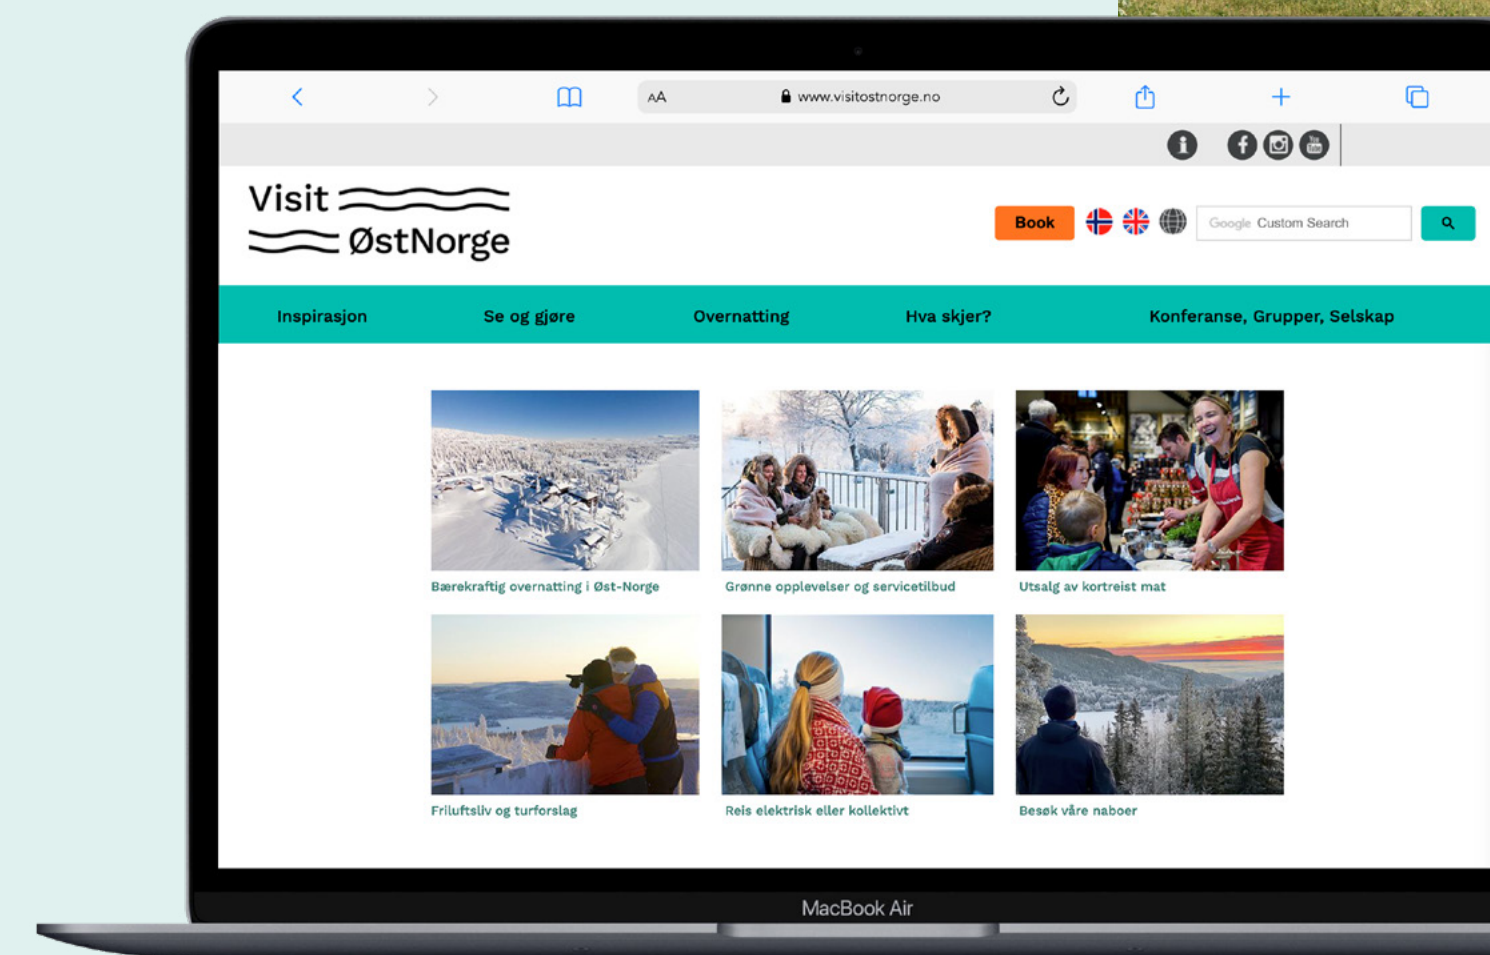 AA www.visitostnorge.no
You Tube
Visit
ØstNorge
Book Google Custom Search
Inspirasjon Se og gjøre Overnatting Hva skjer? Konferanse, Grupper, Selskap
Bærekraftig overnatting i Øst-Norge Grønne opplevelser og servicetilbud Utsalg av kortreist mat
Friluftsliv og turforslag Reis elektrisk eller kollektivt Besøk våre naboer
MacBook Air